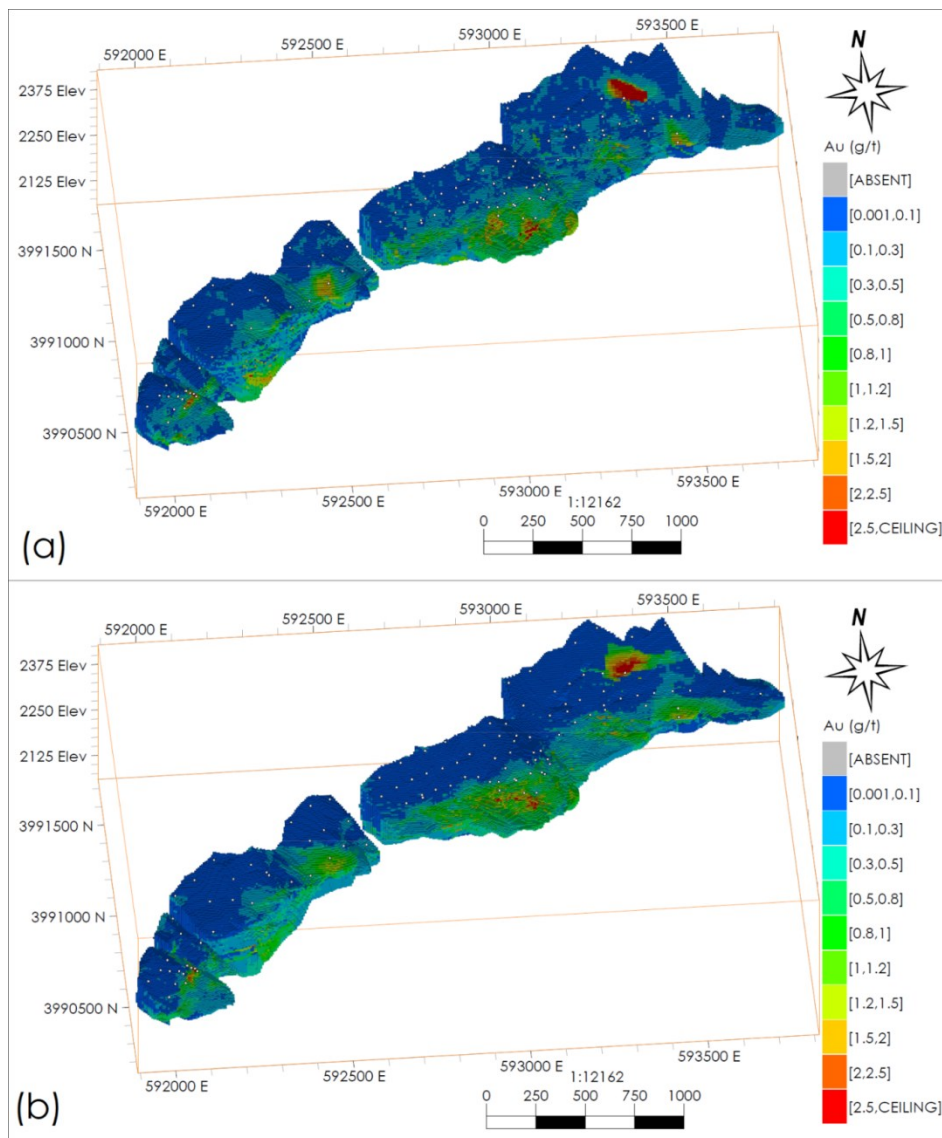 592000 E
592500 E
593000 E
593500 E
N
2375 Elev
2250 Elev
2125 Elev
3991500 N
3991000 N
3990500 N
Au (g/t)
[ABSENT]
[0.001,0.1]
[0.1,0.3]
[0.3,0.5]
[0.5,0.8]
[0.8,1]
[1,1.2]
[1.2,1.5]
[1.5,2]
[2,2.5]
[2.5,CEILING]
592000 E
592500 E
593000 E
593500 E
1:12162
0 250 500 750 1000
(a)
592000 E
592500 E
593000 E
593500 E
N
2375 Elev
2250 Elev
2125 Elev
3991500 N
3991000 N
3990500 N
Au (g/t)
[ABSENT]
[0.001,0.1]
[0.1,0.3]
[0.3,0.5]
[0.5,0.8]
[0.8,1]
[1,1.2]
[1.2,1.5]
[1.5,2]
[2,2.5]
[2.5,CEILING]
592000 E
592500 E
593000 E
593500 E
1:12162
0 250 500 750 1000
(b)